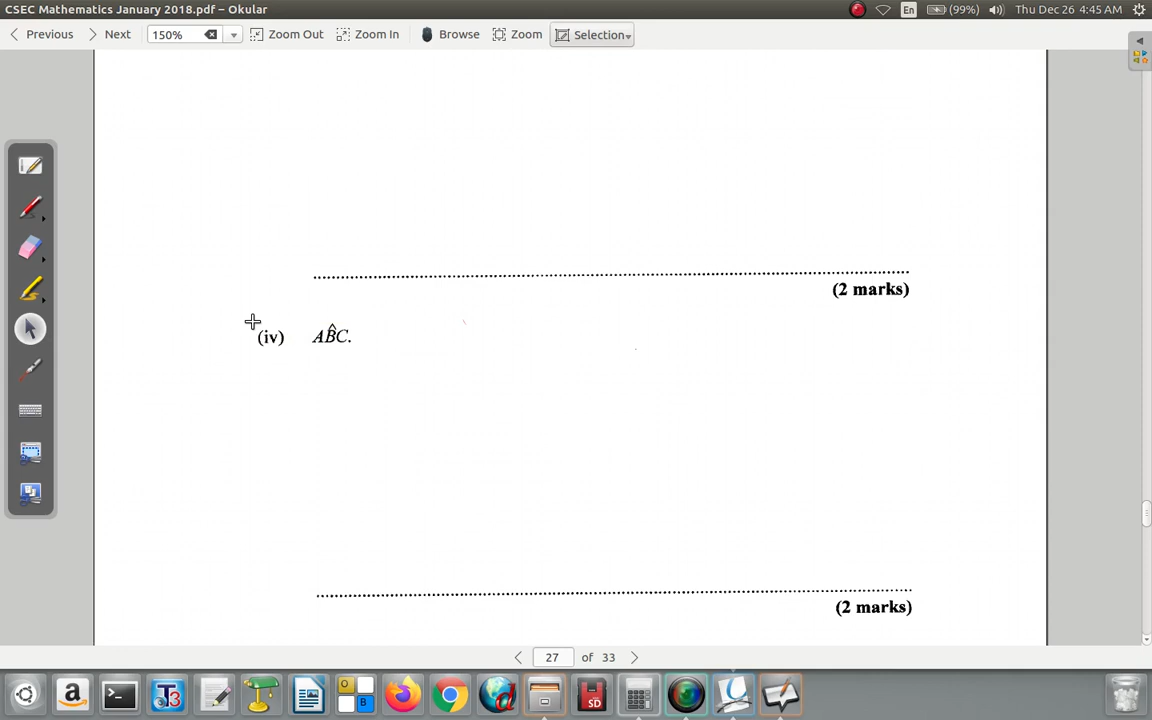 CSEC Mathematics January 2018.pdf – Okular
En (99%) Thu Dec 26 4:45 AM
Previous Next 150% Zoom Out Zoom In Browse Zoom Selection
(2 marks)
(iv) AB̂C.
(2 marks)
27 of 33